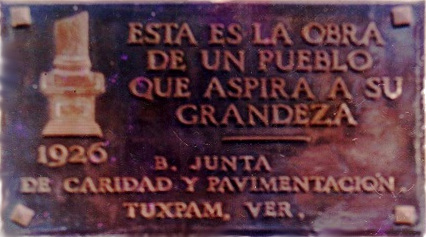 ESTA ES LA OBRA
DE UN PUEBLO
QUE ASPIRA A SU
GRANDEZA
1926
B. JUNTA
DE CARIDAD Y PAVIMENTACION.
TUXPAM, VER.